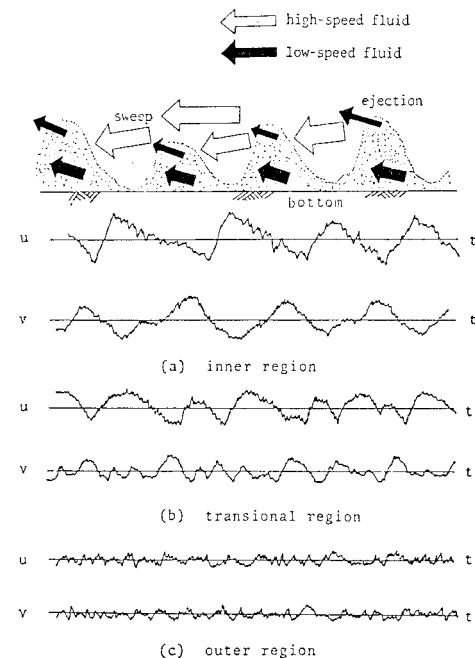 high-speed fluid
low-speed fluid
sweep
ejection
bottom
u t
v t
(a) inner region
u t
v t
(b) transional region
u t
v t
(c) outer region